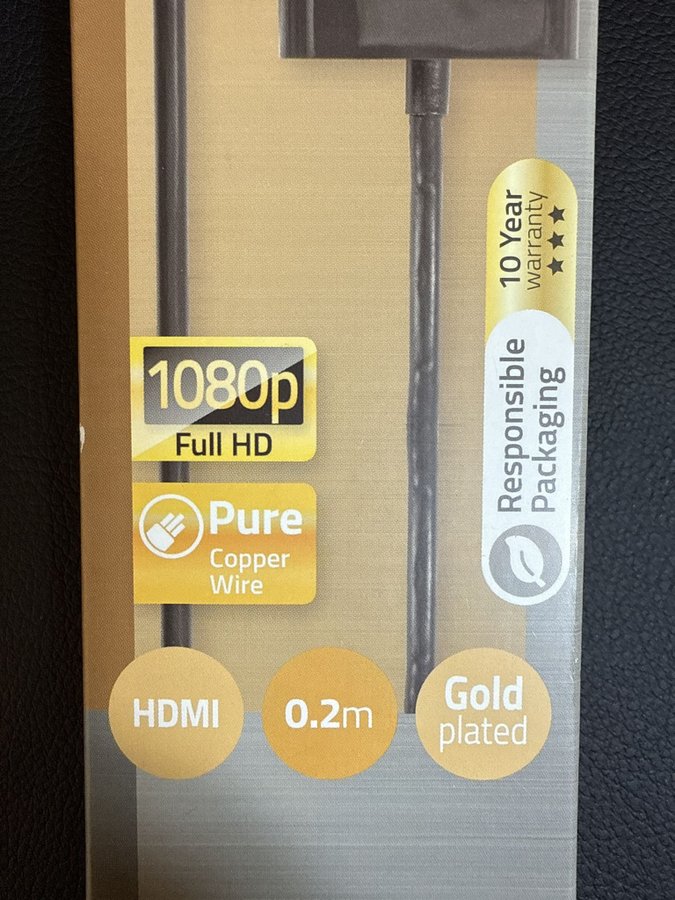 10 Year
warranty
Responsible
Packaging
1080p
Full HD
Pure
Copper
Wire
HDMI
0.2m
Gold
plated